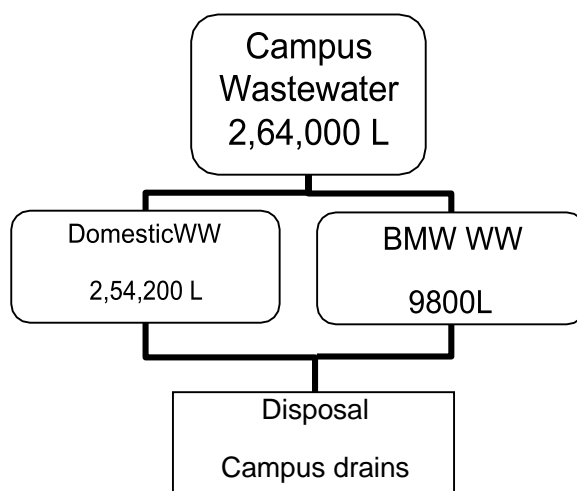 Campus
Wastewater
2,64,000 L
DomesticWW
2,54,200 L
BMW WW
9800L
Disposal
Campus drains